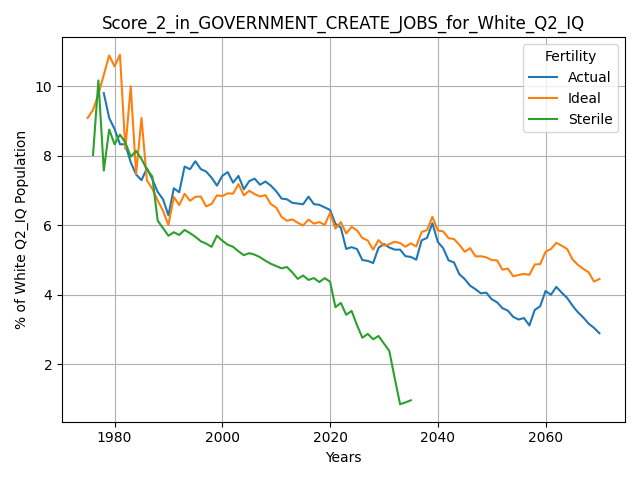 Score_2_in_GOVERNMENT_CREATE_JOBS_for_White_Q2_IQ
Fertility
Actual
Ideal
Sterile
% of White Q2_IQ Population
10
8
6
4
2
1980 2000 2020 2040 2060
Years